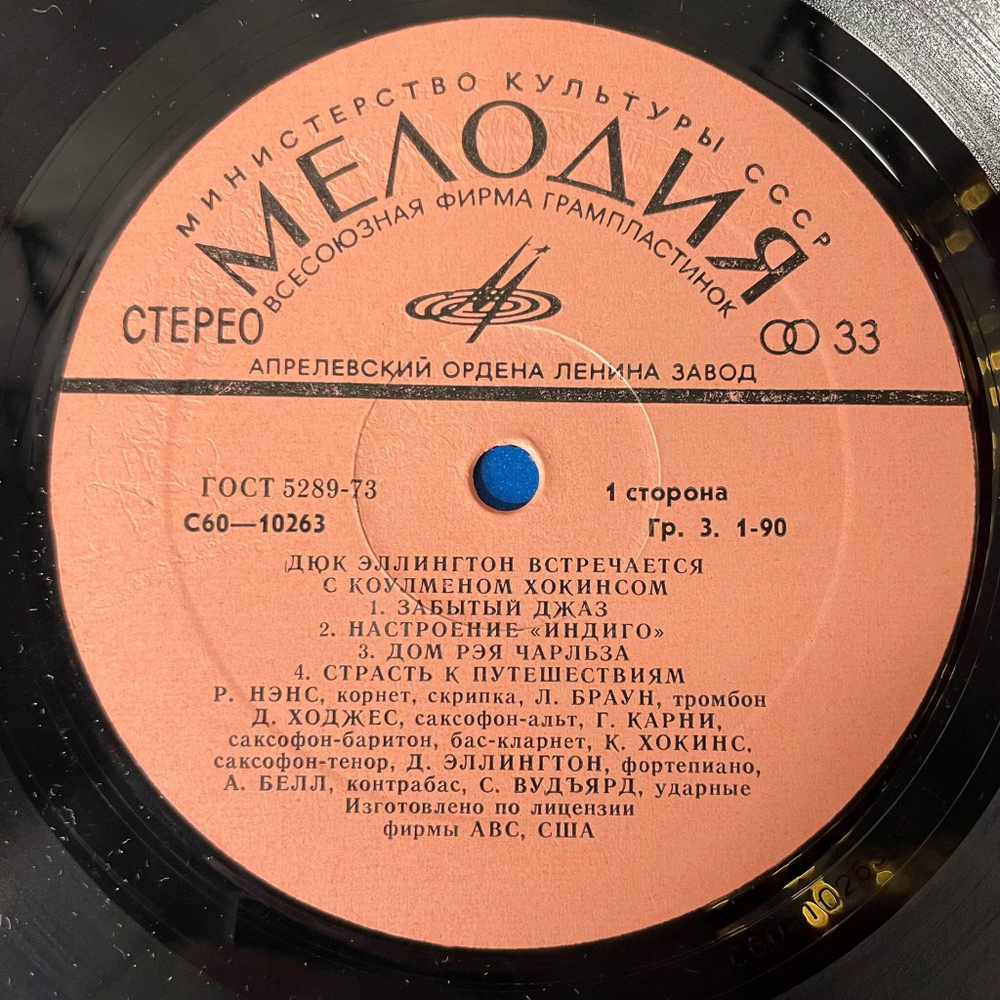 МИНИСТЕРСТВО КУЛЬТУРЫ СССР
МЕЛОДИЯ
ВСЕСОЮЗНАЯ ФИРМА ГРАМПЛАСТИНОК
СТЕРЕО
33
АПРЕЛЕВСКИЙ ОРДЕНА ЛЕНИНА ЗАВОД
ГОСТ 5289-73
1 сторона
С60—10263
Гр. 3. 1-90
ДЮК ЭЛЛИНГТОН ВСТРЕЧАЕТСЯ
С КОУЛМЕНОМ ХОКИНСОМ
1. ЗАБЫТЫЙ ДЖАЗ
2. НАСТРОЕНИЕ «ИНДИГО»
3. ДОМ РЭЯ ЧАРЛЬЗА
4. СТРАСТЬ К ПУТЕШЕСТВИЯМ
Р. НЭНС, корнет, скрипка, Л. БРАУН, тромбон
Д. ХОДЖЕС, саксофон-альт, Г. КАРНИ,
саксофон-баритон, бас-кларнет, К. ХОКИНС,
саксофон-тенор, Д. ЭЛЛИНГТОН, фортепиано,
А. БЕЛЛ, контрабас, С. ВУДЪЯРД, ударные
Изготовлено по лицензии
фирмы АВС, США